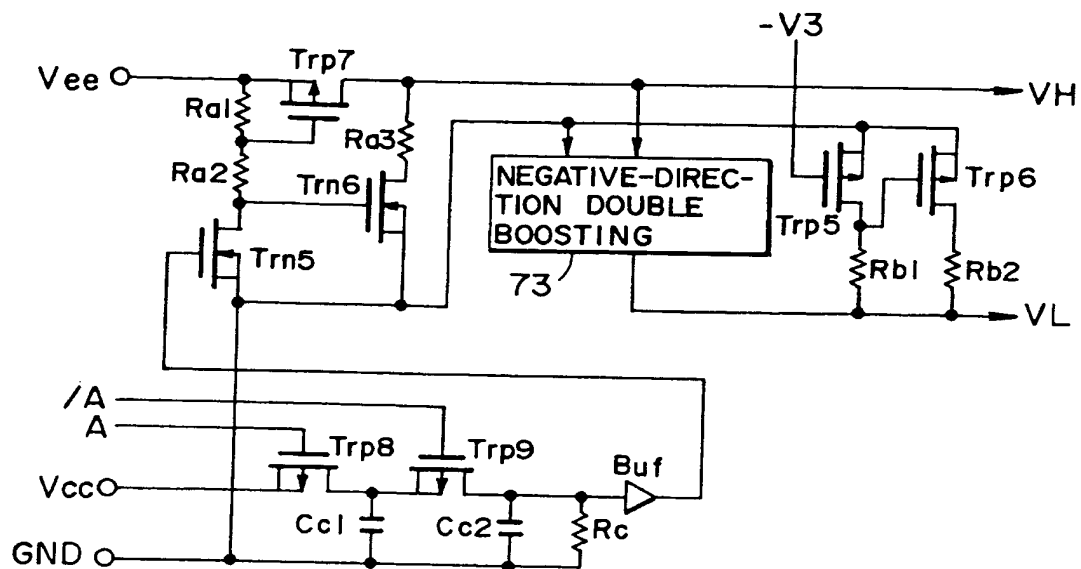 -V3
Trp7
Vee
VH
Ra1
Ra3
Ra2
Trn6
NEGATIVE-DIREC-
TION DOUBLE
BOOSTING
Trp6
Trp5
Trn5
73
Rb1
Rb2
VL
/A
A
Trp8
Trp9
Buf
Vcc
Cc1
Cc2
Rc
GND